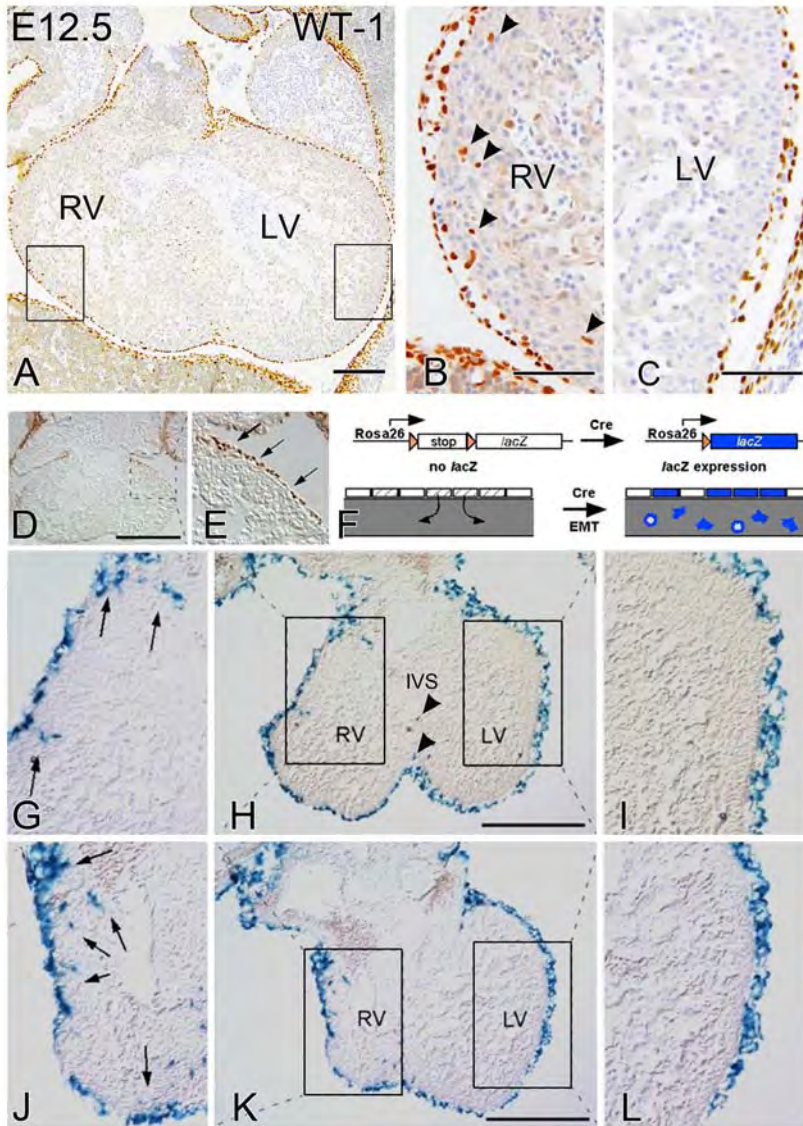 E12.5 WT-1
RV
LV
A
RV
B
LV
C
D
E
Rosa26
stop
lacZ
Cre
Rosa26
lacZ
no lacZ
lacZ expression
Cre
EMT
F
G
IVS
RV
LV
H
I
J
RV
LV
K
L